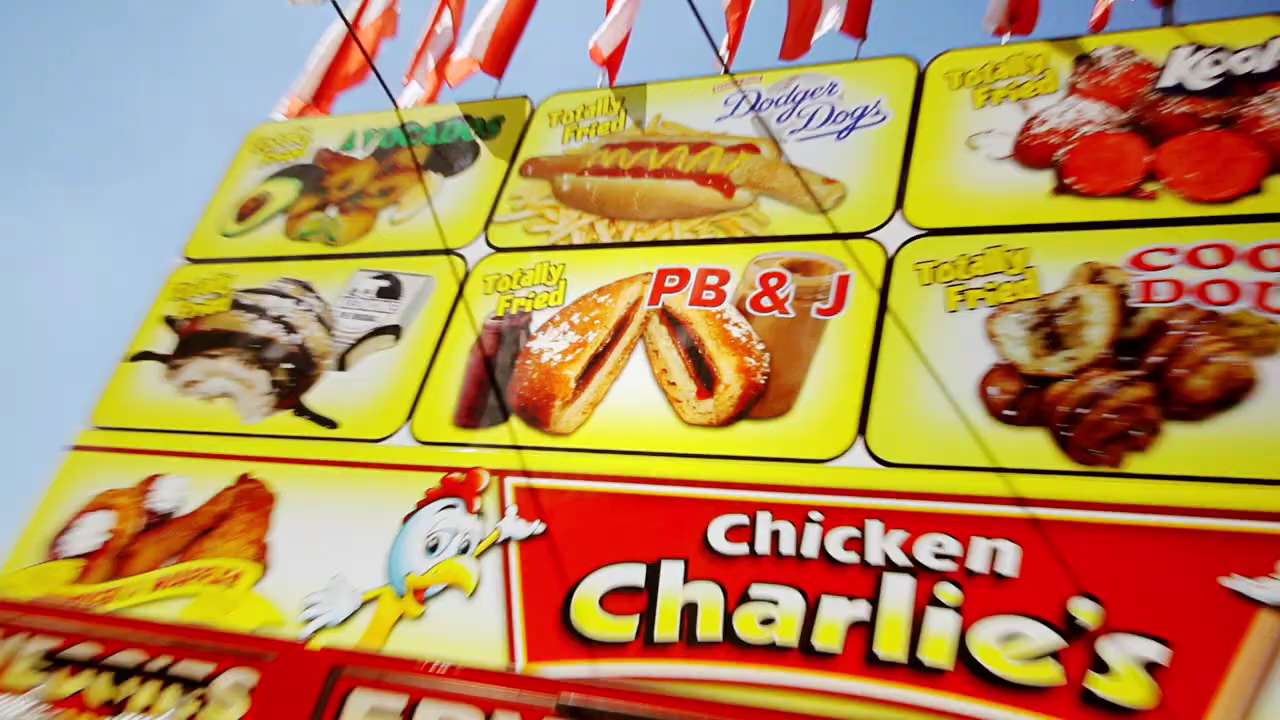 AVOCADOS
Totally
Fried
Dodger
Dogs
Totally
Fried
Kool
Totally
Fried
PB & J
Totally
Fried
COO
DOU
Chicken
Charlie's